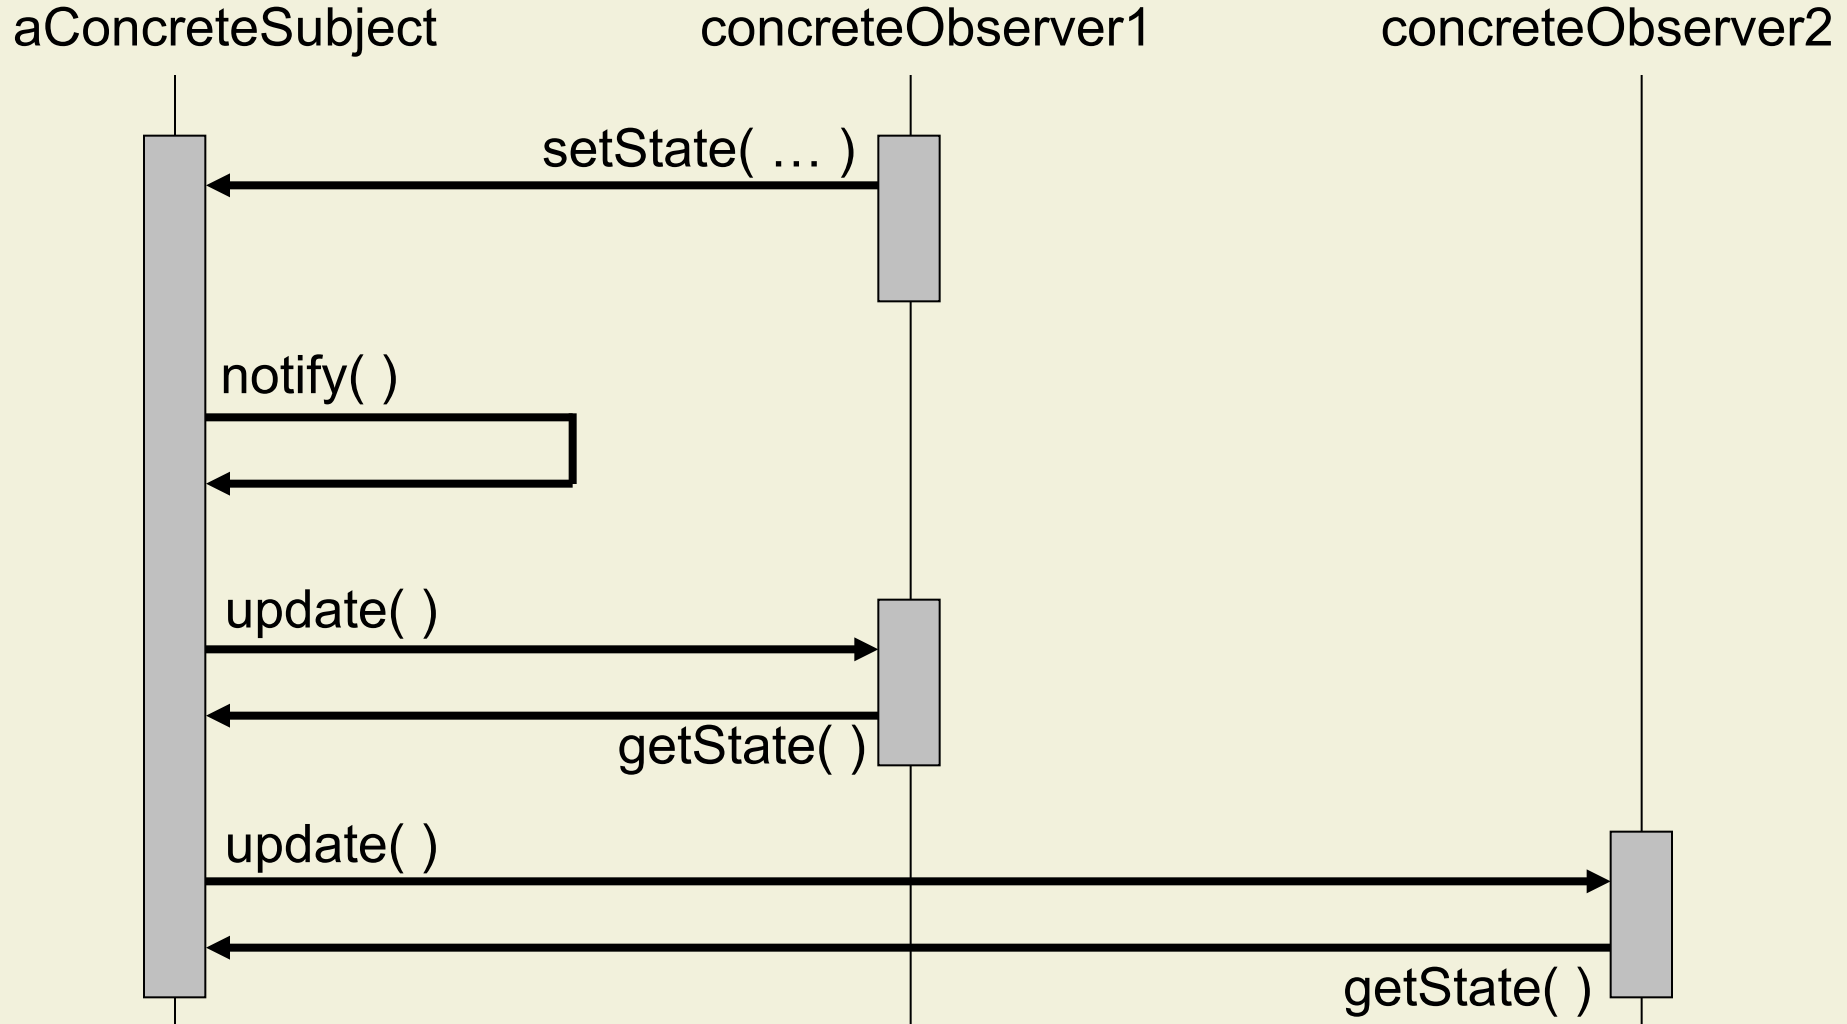 aConcreteSubject
concreteObserver1
concreteObserver2
setState( … )
notify( )
update( )
getState( )
update( )
getState( )